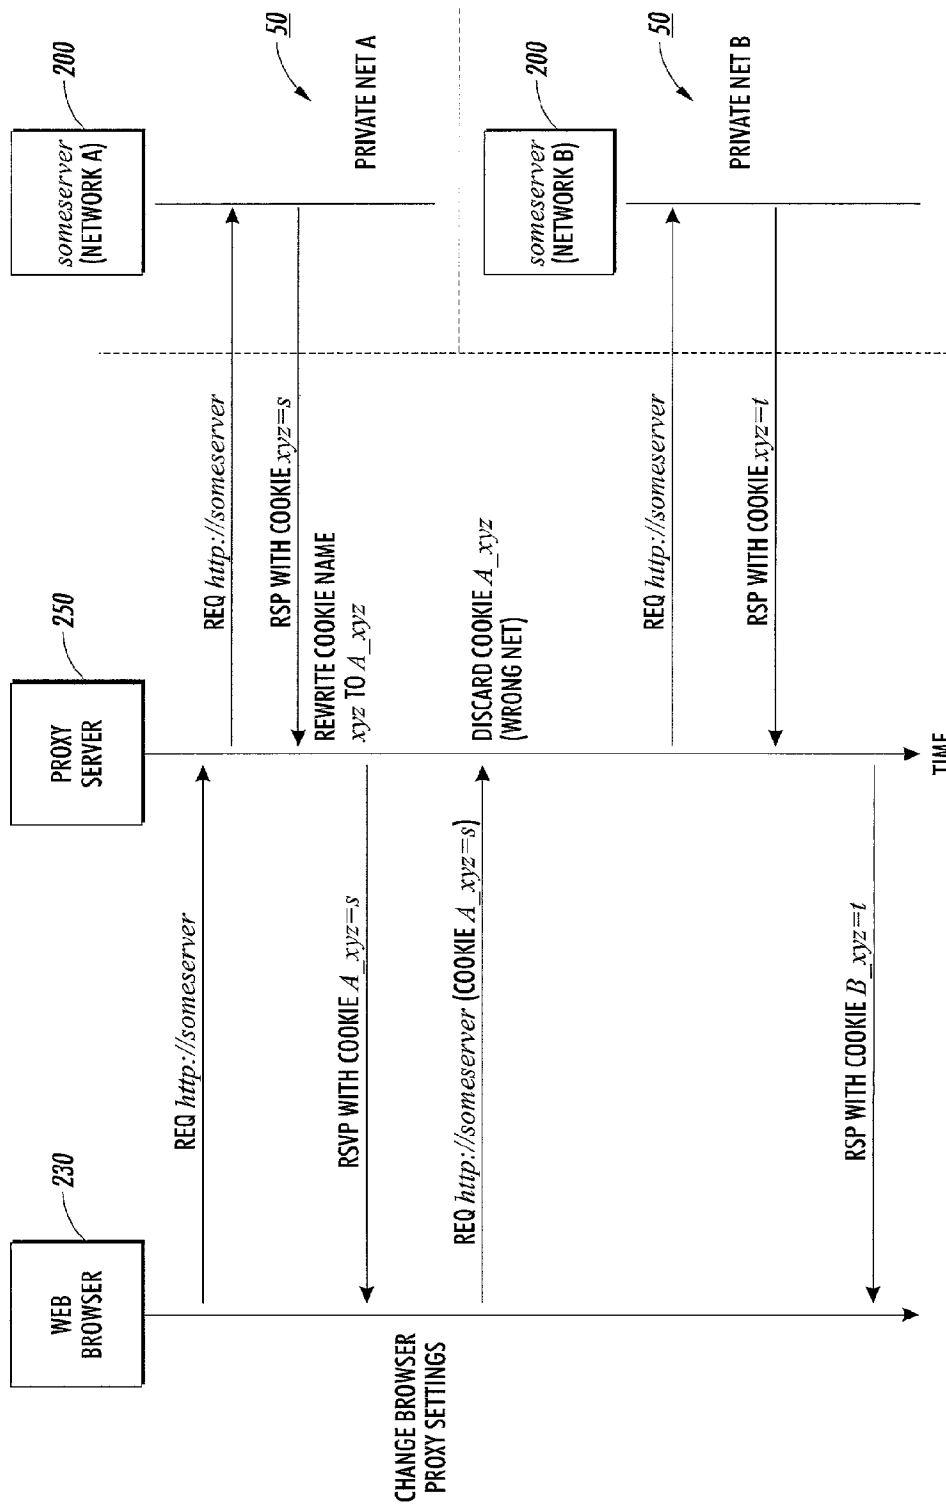 WEB
BROWSER
230
PROXY
SERVER
250
someserver
(NETWORK A)
200
50
PRIVATE NET A
REQ http://someserver
REQ http://someserver
RSP WITH COOKIE xyz=s
REWRITE COOKIE NAME
xyz TO A_xyz
RSVP WITH COOKIE A_xyz=s
CHANGE BROWSER
PROXY SETTINGS
REQ http://someserver (COOKIE A_xyz=s)
DISCARD COOKIE A_xyz
(WRONG NET)
someserver
(NETWORK B)
200
50
PRIVATE NET B
REQ http://someserver
RSP WITH COOKIE xyz=t
RSP WITH COOKIE B_xyz=t
TIME